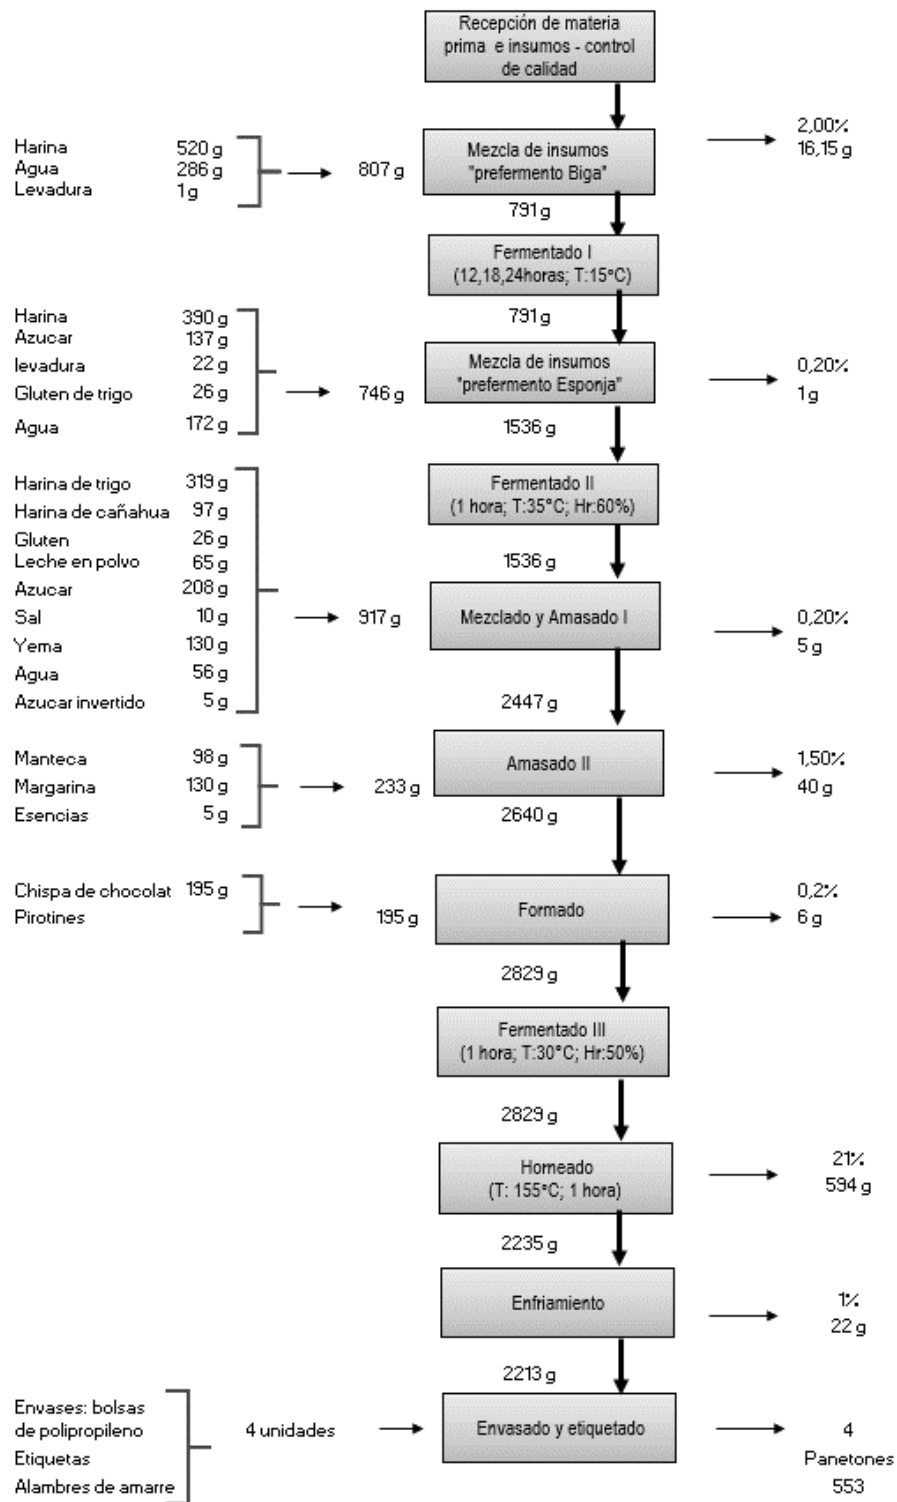 Recepción de materia
prima e insumos - control
de calidad
Harina 520 g
Agua 286 g
Levadura 1 g
807 g
Mezcla de insumos
"prefermento Biga"
2,00%
16,15 g
791 g
Fermentado I
(12,18,24horas; T:15°C)
791 g
Harina 390 g
Azucar 137 g
levadura 22 g
Gluten de trigo 26 g
Agua 172 g
746 g
Mezcla de insumos
"prefermento Esponja"
0,20%
1 g
1536 g
Fermentado II
(1 hora; T:35°C; Hr:60%)
1536 g
Harina de trigo 319 g
Harina de cañahua 97 g
Gluten 26 g
Leche en polvo 65 g
Azucar 208 g
Sal 10 g
Yema 130 g
Agua 56 g
Azucar invertido 5 g
917 g
Mezclado y Amasado I
0,20%
5 g
2447 g
Manteca 98 g
Margarina 130 g
Esencias 5 g
233 g
Amasado II
1,50%
40 g
2640 g
Chispa de chocolat 195 g
Pirotines
195 g
Formado
0,2%
6 g
2829 g
Fermentado III
(1 hora; T:30°C; Hr:50%)
2829 g
Horneado
(T: 155°C; 1 hora)
21%
594 g
2235 g
Enfriamiento
1%
22 g
2213 g
Envases: bolsas
de polipropileno
Etiquetas
Alambres de amarre
4 unidades
Envasado y etiquetado
4
Panetones
553